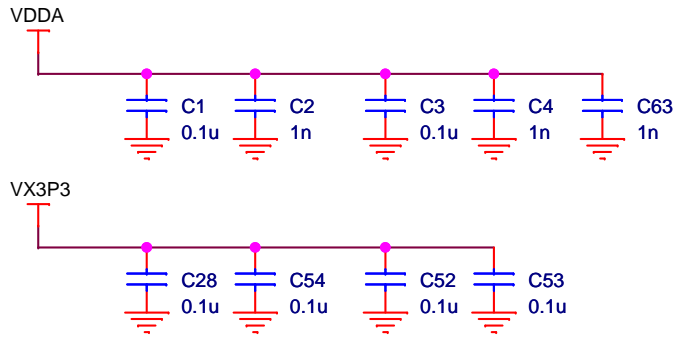 VDDA
C1 C2 C3 C4 C63
0.1u 1n 0.1u 1n 1n
VX3P3
C28 C54 C52 C53
0.1u 0.1u 0.1u 0.1u